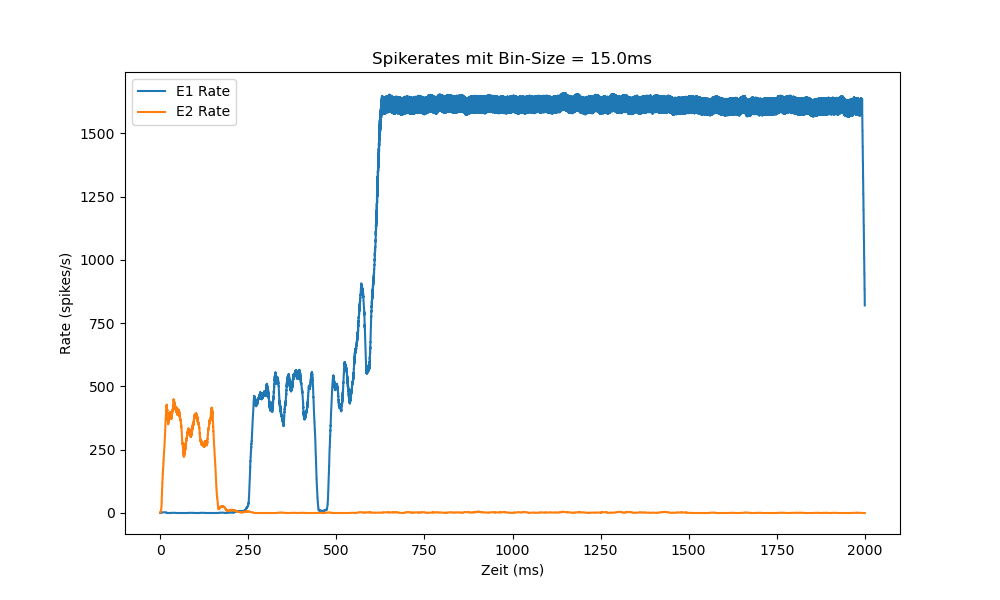 Spikerates mit Bin-Size = 15.0ms
E1 Rate
E2 Rate
1500
1250
1000
750
500
250
0
Rate (spikes/s)
0 250 500 750 1000 1250 1500 1750 2000
Zeit (ms)